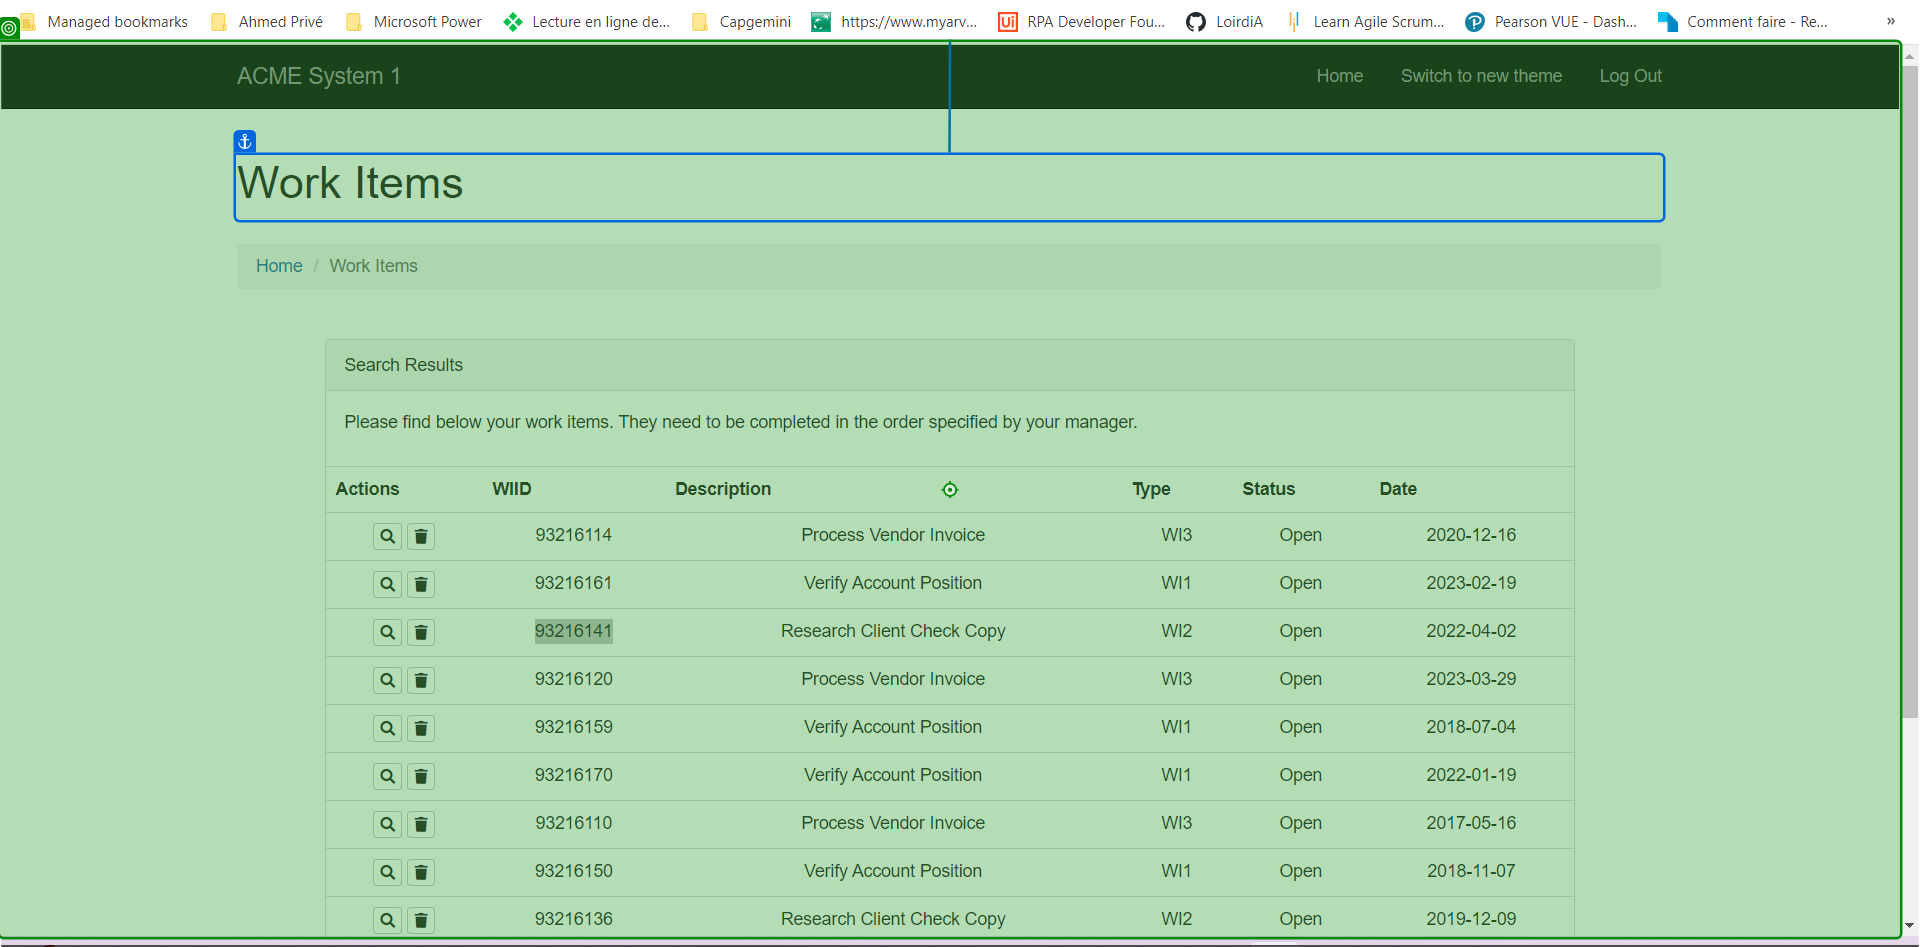 Managed bookmarks Ahmed Privé Microsoft Power Lecture en ligne de... Capgemini https://www.myarv... Ui RPA Developer Fou... LoirdiA Learn Agile Scrum... Pearson VUE - Dash... Comment faire - Re... »
ACME System 1 Home Switch to new theme Log Out
Work Items
Home / Work Items
Search Results
Please find below your work items. They need to be completed in the order specified by your manager.
Actions WIID Description Type Status Date
93216114 Process Vendor Invoice WI3 Open 2020-12-16
93216161 Verify Account Position WI1 Open 2023-02-19
93216141 Research Client Check Copy WI2 Open 2022-04-02
93216120 Process Vendor Invoice WI3 Open 2023-03-29
93216159 Verify Account Position WI1 Open 2018-07-04
93216170 Verify Account Position WI1 Open 2022-01-19
93216110 Process Vendor Invoice WI3 Open 2017-05-16
93216150 Verify Account Position WI1 Open 2018-11-07
93216136 Research Client Check Copy WI2 Open 2019-12-09